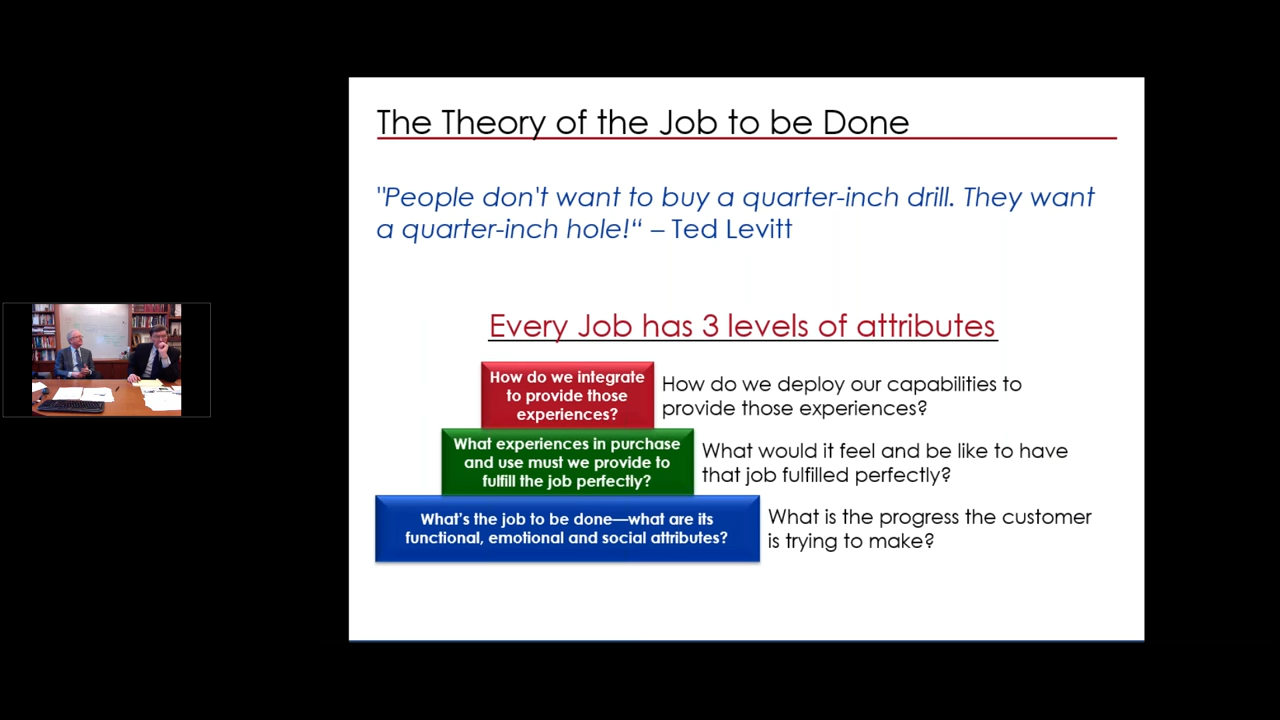 The Theory of the Job to be Done
"People don't want to buy a quarter-inch drill. They want
a quarter-inch hole!“ – Ted Levitt
Every Job has 3 levels of attributes
How do we integrate
to provide those
experiences?
How do we deploy our capabilities to
provide those experiences?
What experiences in purchase
and use must we provide to
fulfill the job perfectly?
What would it feel and be like to have
that job fulfilled perfectly?
What's the job to be done—what are its
functional, emotional and social attributes?
What is the progress the customer
is trying to make?